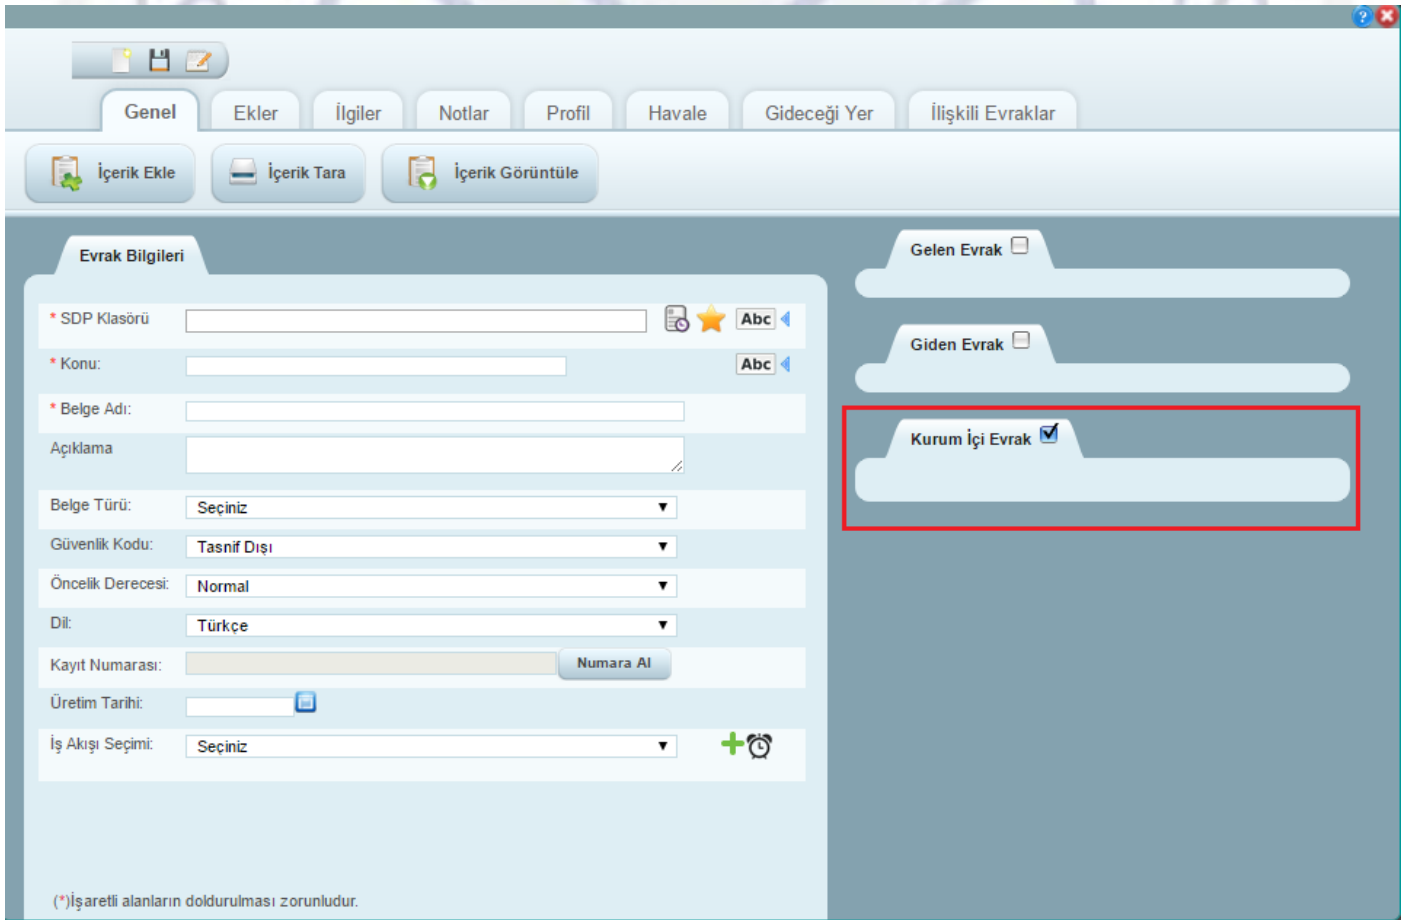 Genel Ekler İlgiler Notlar Profil Havale Gideceği Yer İlişkili Evraklar
İçerik Ekle İçerik Tara İçerik Görüntüle
Evrak Bilgileri
* SDP Klasörü Abc
* Konu: Abc
* Belge Adı:
Açıklama
Belge Türü: Seçiniz
Güvenlik Kodu: Tasnif Dışı
Öncelik Derecesi: Normal
Dil: Türkçe
Kayıt Numarası: Numara Al
Üretim Tarihi:
İş Akışı Seçimi: Seçiniz
(*)İşaretli alanların doldurulması zorunludur.
Gelen Evrak
Giden Evrak
Kurum İçi Evrak